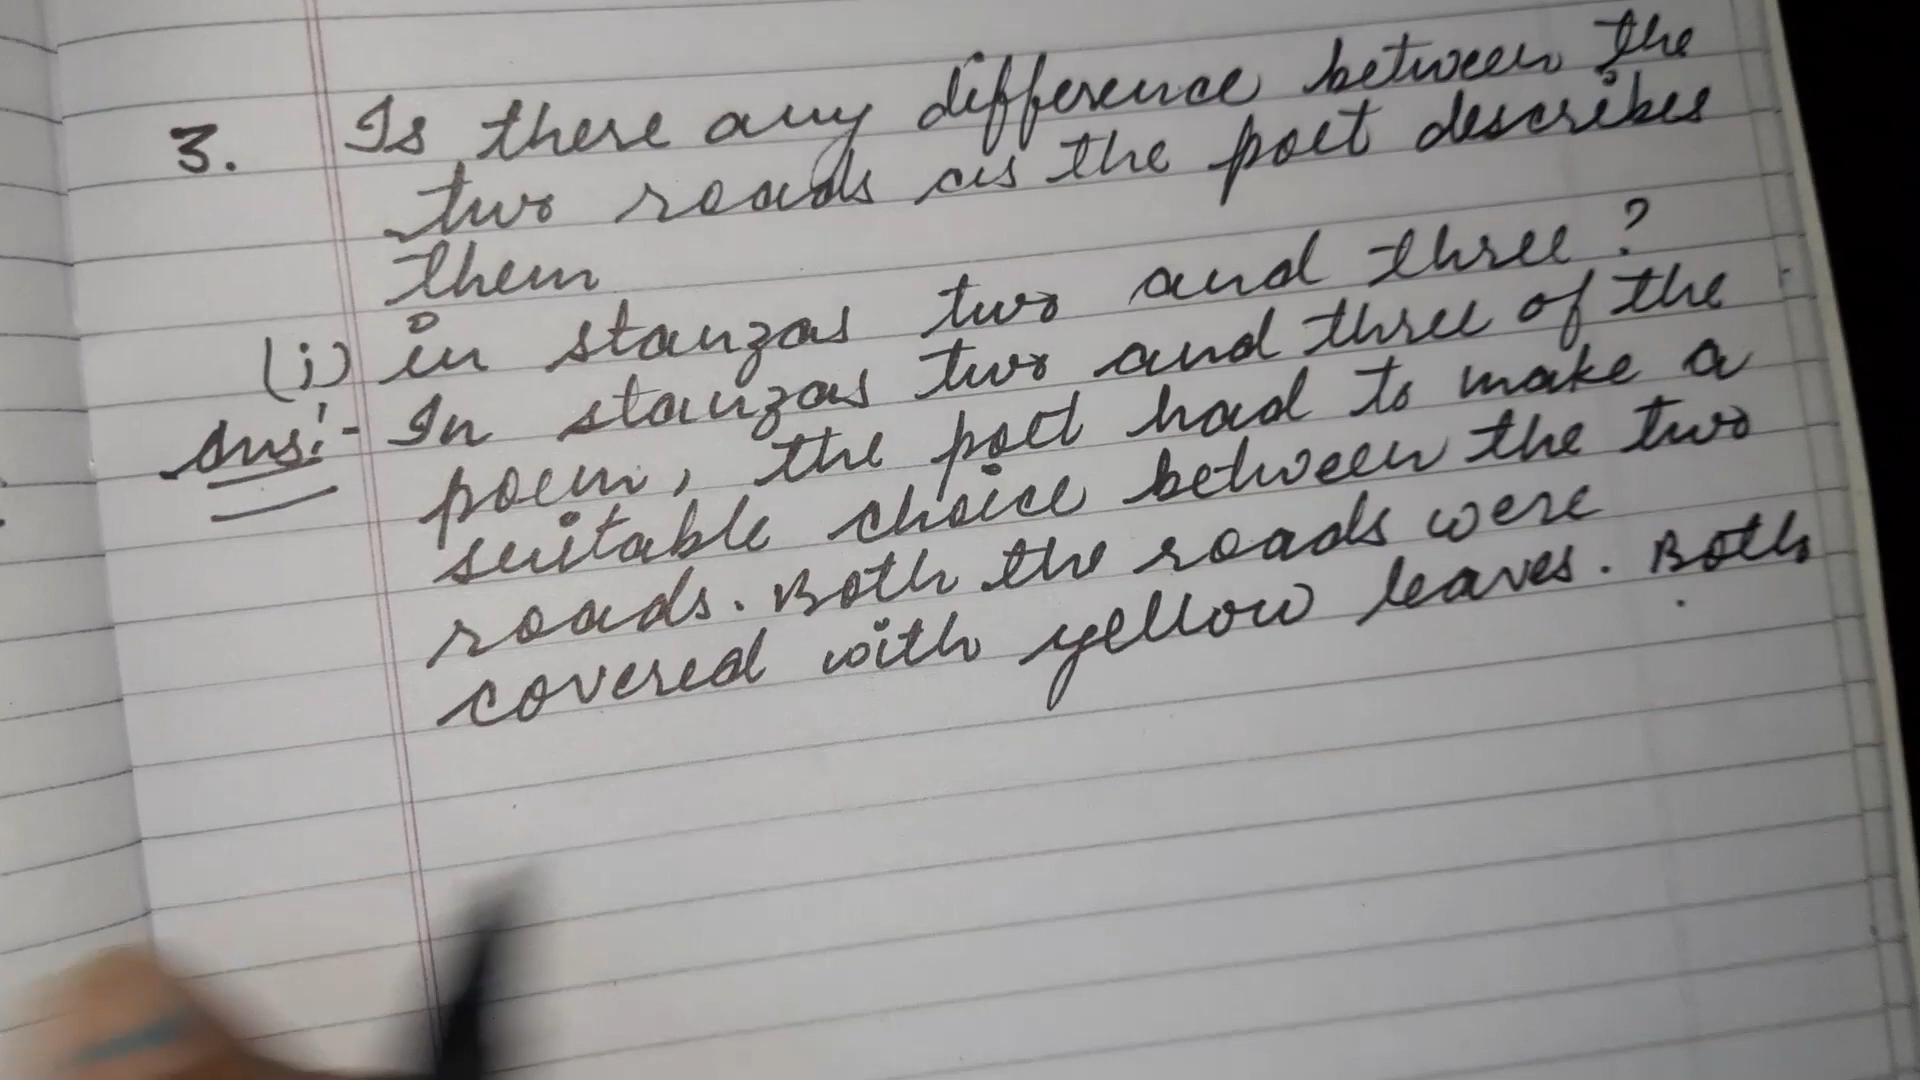 3. Is there any difference between the
two roads as the poet describes
them
(i) in stanzas two and three?
Ans:- In stanzas two and three of the
poem, the poet had to make a
suitable choice between the two
roads. Both the roads were
covered with yellow leaves. Both